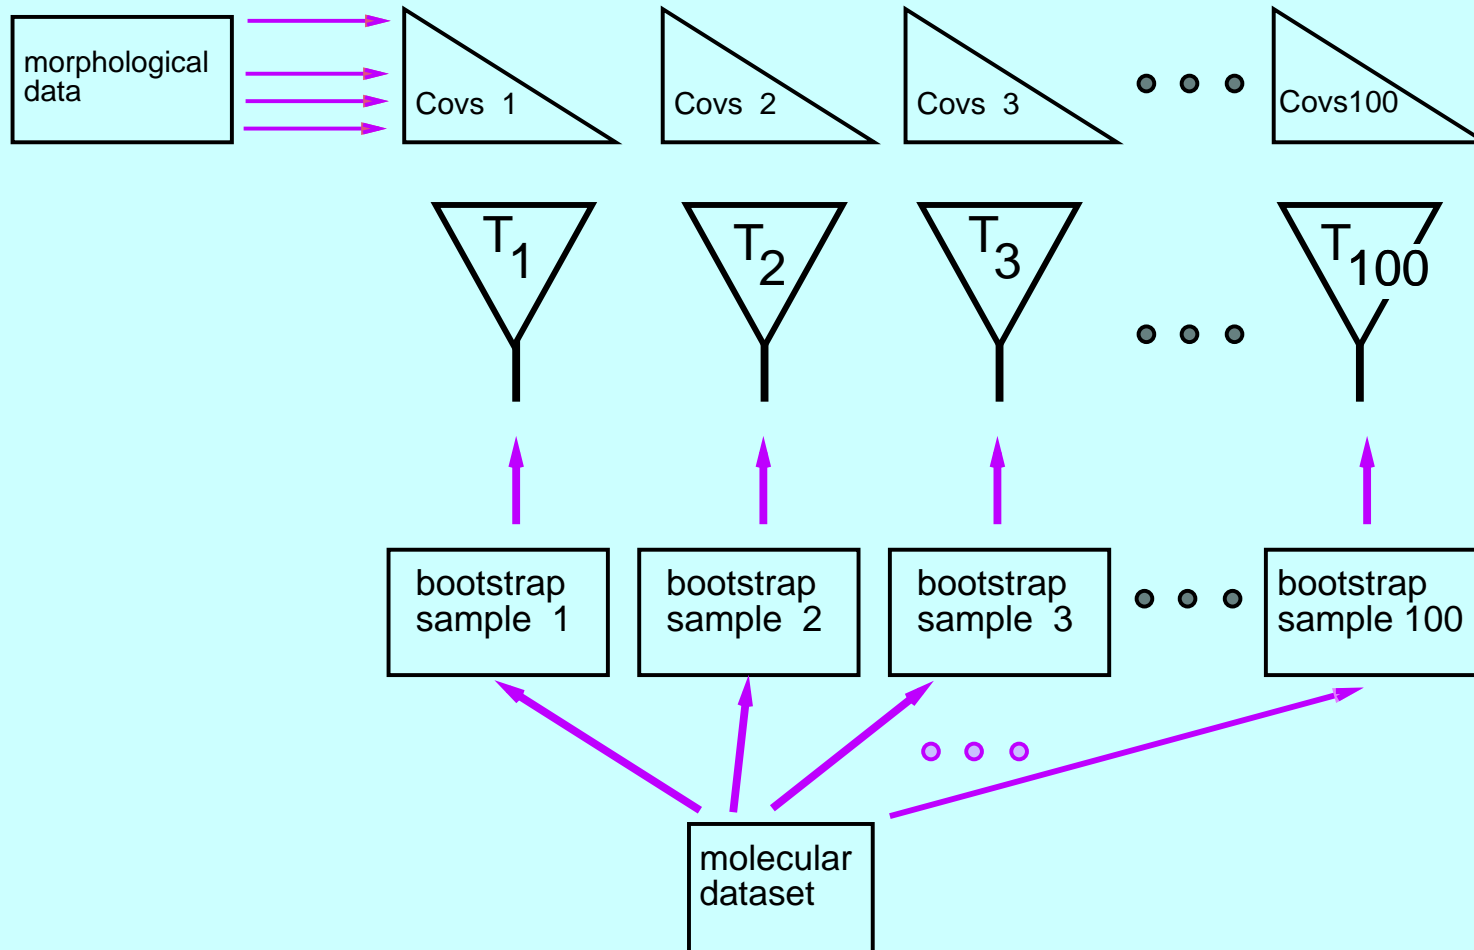 morphological
data
Covs 1
Covs 2
Covs 3
Covs100
T1
T2
T3
T100
bootstrap
sample 1
bootstrap
sample 2
bootstrap
sample 3
bootstrap
sample 100
molecular
dataset